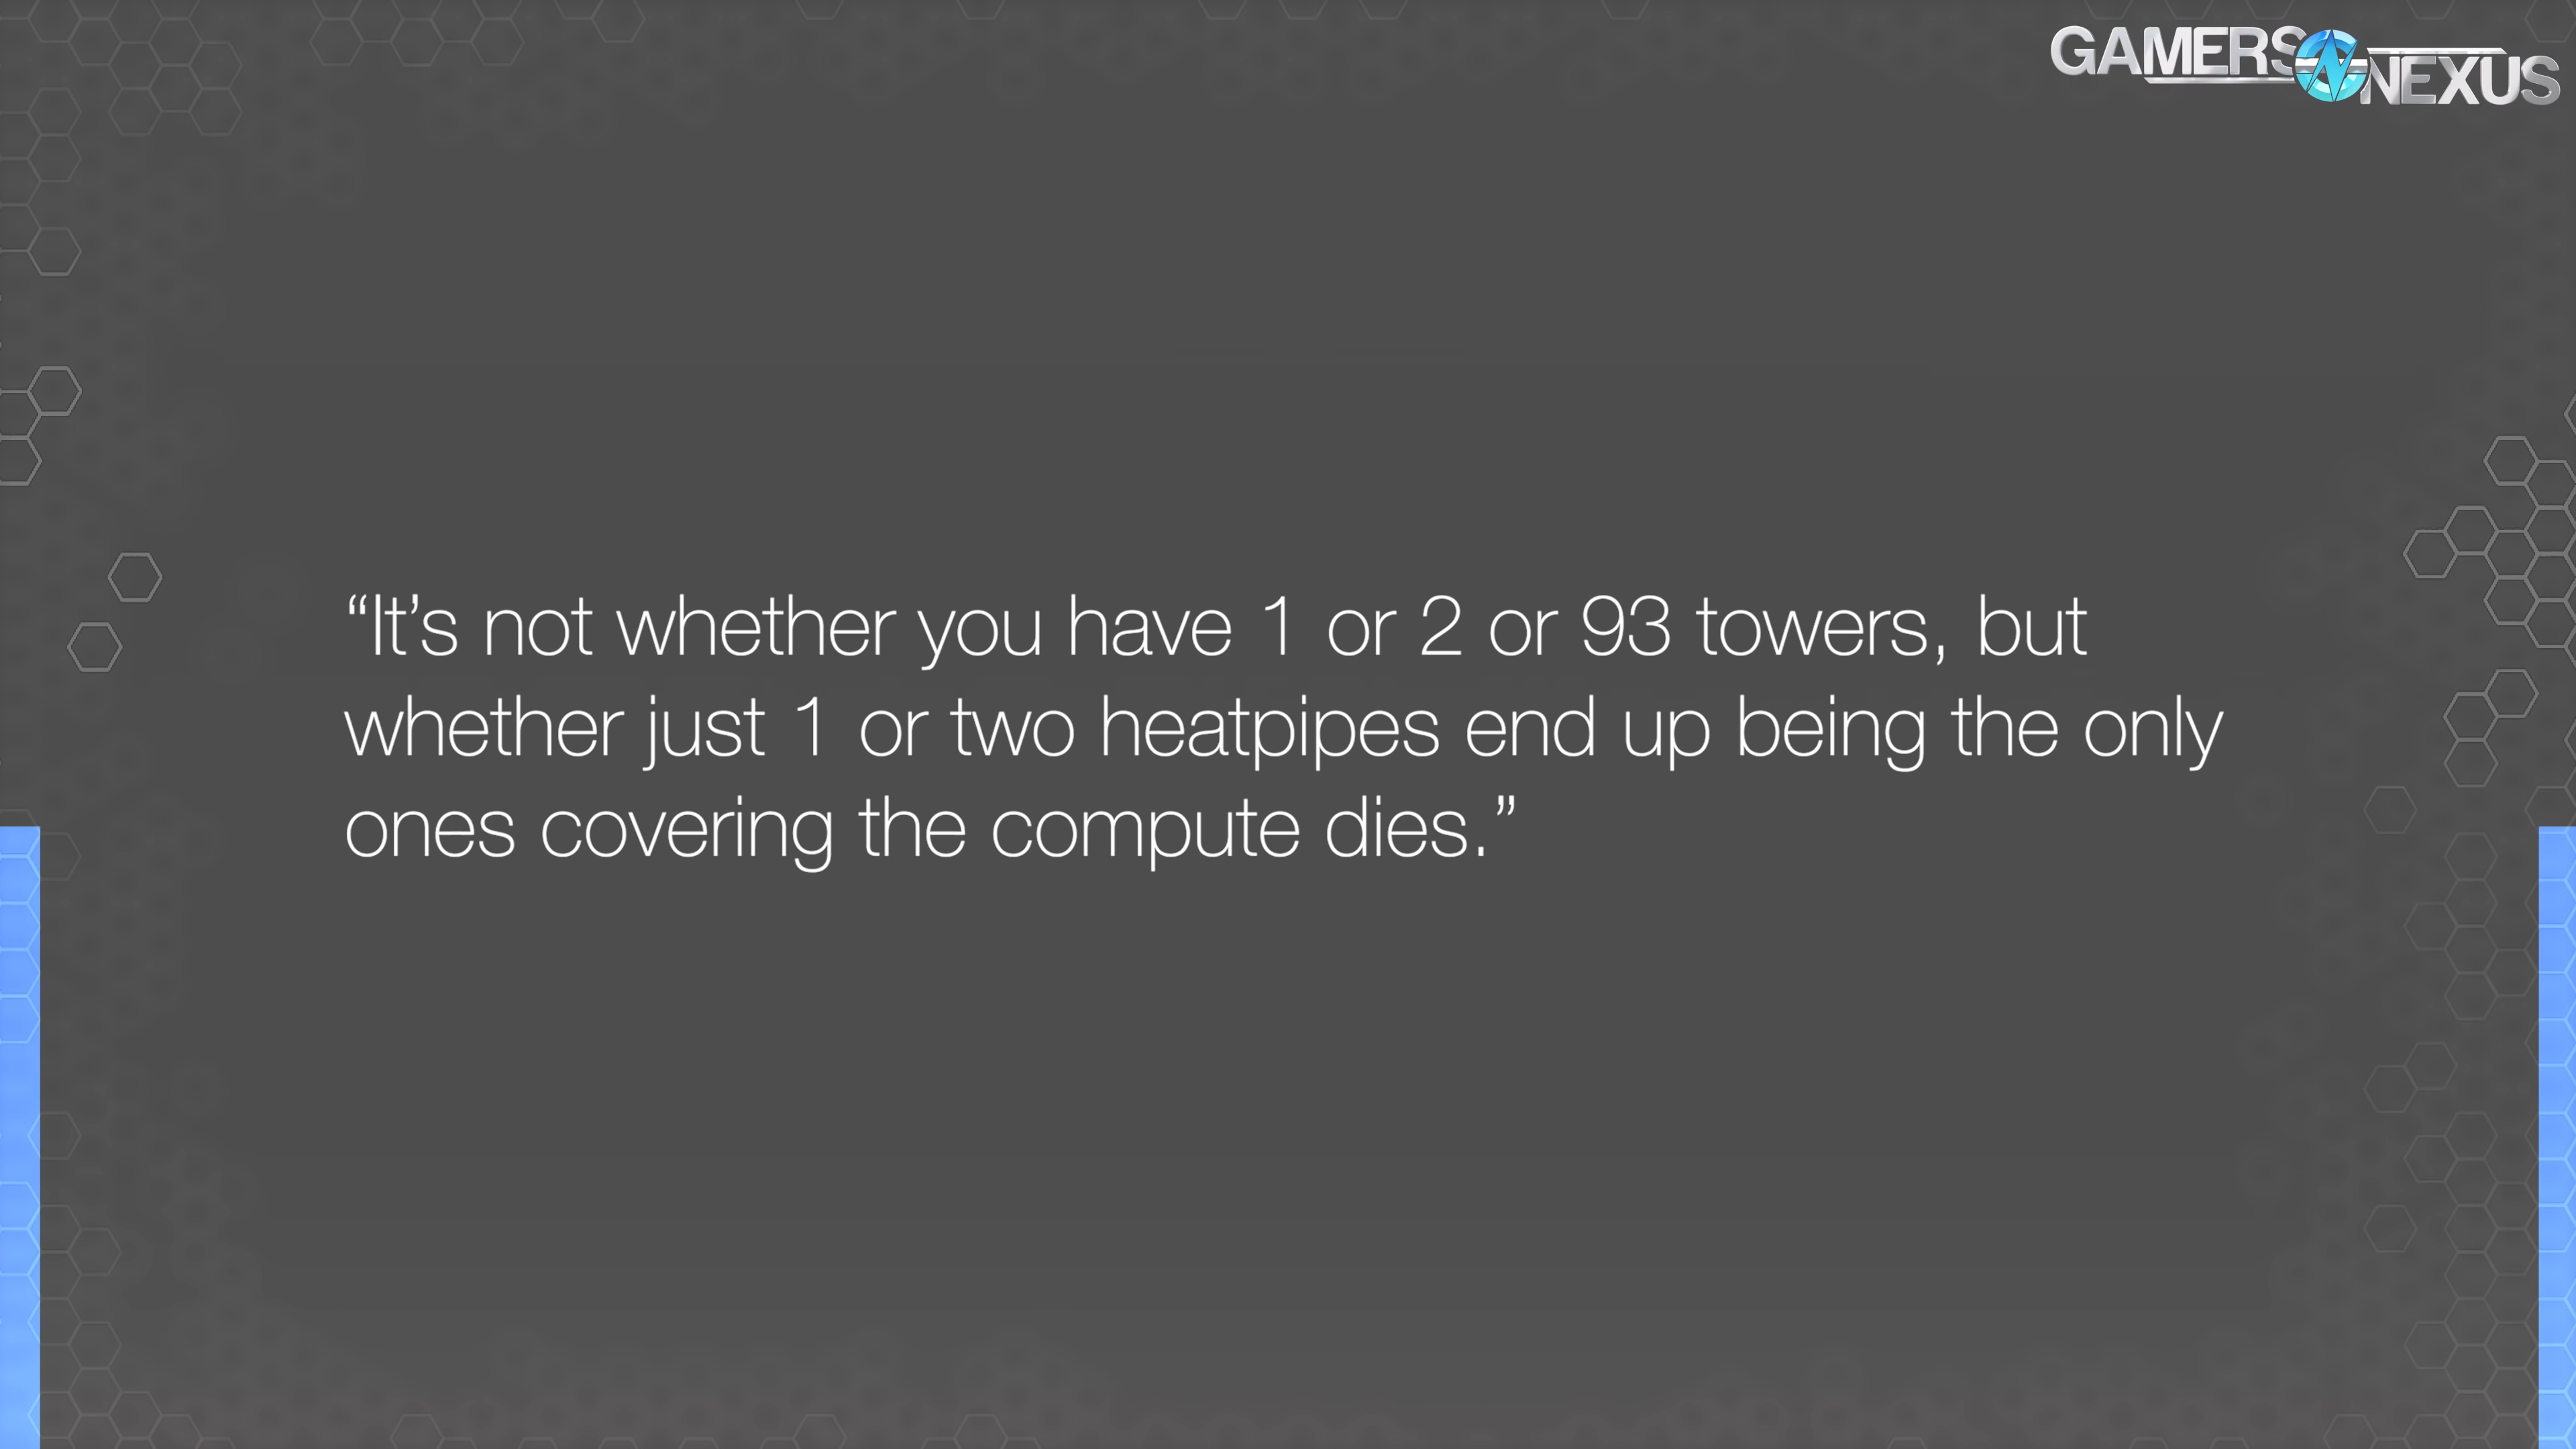 GAMERS NEXUS
“It’s not whether you have 1 or 2 or 93 towers, but
whether just 1 or two heatpipes end up being the only
ones covering the compute dies.”